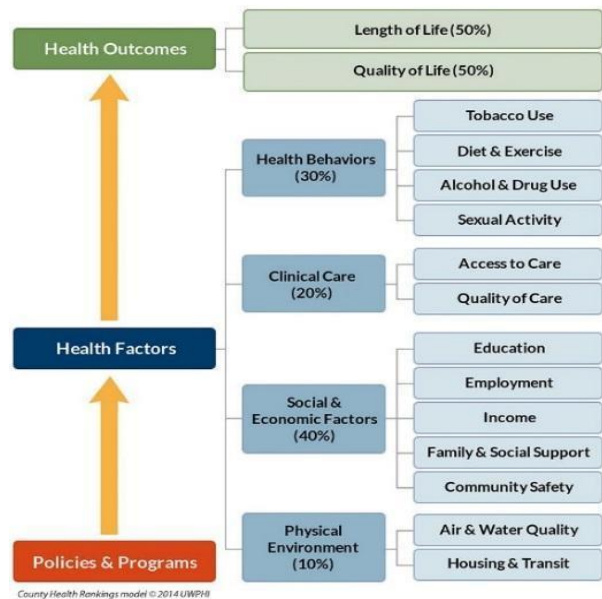 Health Outcomes
Length of Life (50%)
Quality of Life (50%)
Health Behaviors
(30%)
Tobacco Use
Diet & Exercise
Alcohol & Drug Use
Sexual Activity
Clinical Care
(20%)
Access to Care
Quality of Care
Health Factors
Social &
Economic Factors
(40%)
Education
Employment
Income
Family & Social Support
Community Safety
Physical
Environment
(10%)
Air & Water Quality
Housing & Transit
Policies & Programs
County Health Rankings model © 2014 UWPHI